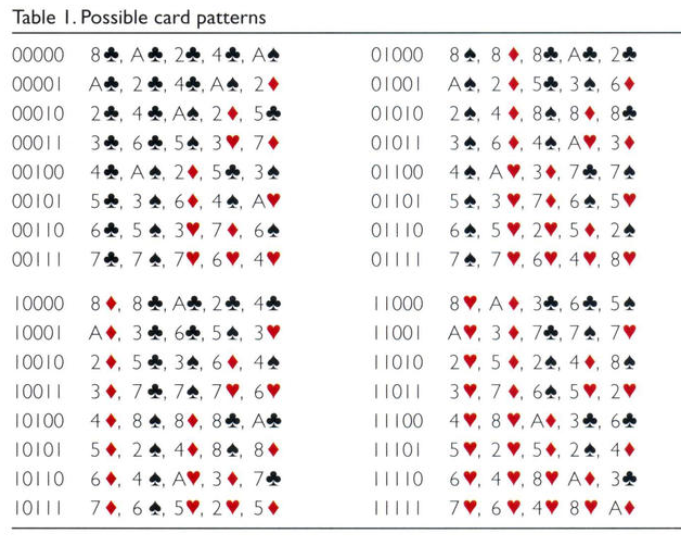 Table 1. Possible card patterns
00000 8♣, A♣, 2♣, 4♣, A♠ 01000 8♠, 8♦, 8♣, A♣, 2♣
00001 A♣, 2♣, 4♣, A♠, 2♦ 01001 A♠, 2♦, 5♣, 3♠, 6♦
00010 2♣, 4♣, A♠, 2♦, 5♣ 01010 2♠, 4♦, 8♠, 8♦, 8♣
00011 3♣, 6♣, 5♠, 3♥, 7♦ 01011 3♠, 6♦, 4♠, A♥, 3♦
00100 4♣, A♠, 2♦, 5♣, 3♠ 01100 4♠, A♥, 3♦, 7♣, 7♠
00101 5♣, 3♠, 6♦, 4♠, A♥ 01101 5♠, 3♥, 7♦, 6♠, 5♥
00110 6♣, 5♠, 3♥, 7♦, 6♠ 01110 6♠, 5♥, 2♥, 5♦, 2♠
00111 7♣, 7♠, 7♥, 6♥, 4♥ 01111 7♠, 7♥, 6♥, 4♥, 8♥
10000 8♦, 8♣, A♣, 2♣, 4♣ 11000 8♥, A♦, 3♣, 6♣, 5♠
10001 A♦, 3♣, 6♣, 5♠, 3♥ 11001 A♥, 3♦, 7♣, 7♠, 7♥
10010 2♦, 5♣, 3♠, 6♦, 4♠ 11010 2♥, 5♦, 2♠, 4♦, 8♠
10011 3♦, 7♣, 7♠, 7♥, 6♥ 11011 3♥, 7♦, 6♠, 5♥, 2♥
10100 4♦, 8♠, 8♦, 8♣, A♣ 11100 4♥, 8♥, A♦, 3♣, 6♣
10101 5♦, 2♠, 4♦, 8♠, 8♦ 11101 5♥, 2♥, 5♦, 2♠, 4♦
10110 6♦, 4♠, A♥, 3♦, 7♣ 11110 6♥, 4♥, 8♥ A♦, 3♣
10111 7♦, 6♠, 5♥, 2♥, 5♦ 11111 7♥, 6♥, 4♥ 8♥ A♦